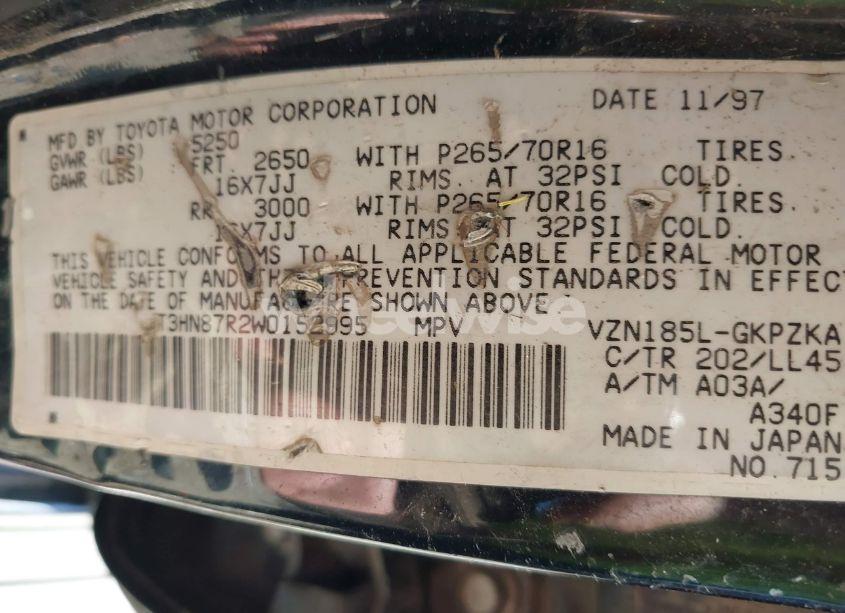 MFD BY TOYOTA MOTOR CORPORATION DATE 11/97
GVWR (LBS) 5250
GAWR (LBS) FRT. 2650 WITH P265/70R16 TIRES.
16X7JJ RIMS. AT 32PSI COLD.
RR 3000 WITH P265/70R16 TIRES.
16X7JJ RIMS AT 32PSI COLD.
THIS VEHICLE CONFORMS TO ALL APPLICABLE FEDERAL MOTOR
VEHICLE SAFETY AND PREVENTION STANDARDS IN EFFECT
ON THE DATE OF MANUFACTURE SHOWN ABOVE.
T3HN87R2W0152995 MPV VZN185L-GKPZKA
C/TR 202/LL45
A/TM A03A/
A340F
MADE IN JAPAN
NO.715